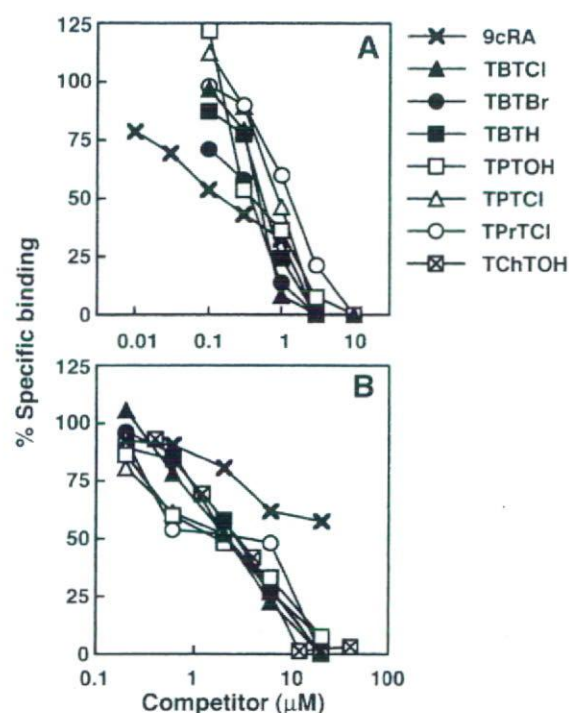 125
100
75
50
25
0
A
0.01 0.1 1 10
9cRA
TBTCl
TBTBr
TBTH
TPTOH
TPTCl
TPrTCl
TChTOH
% Specific binding
125
100
75
50
25
0
B
0.1 1 10 100
Competitor (μM)